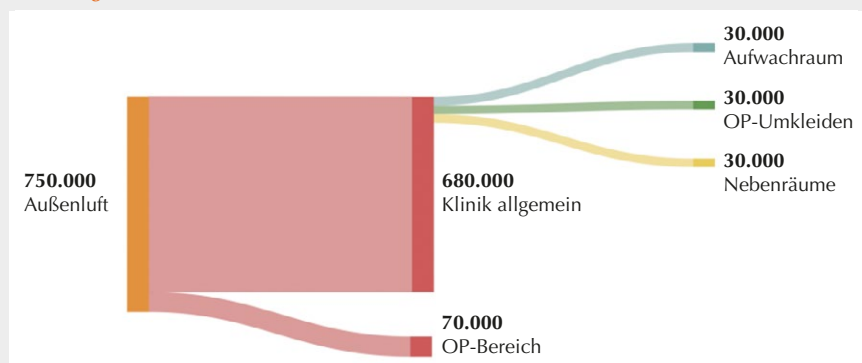 750.000
Außenluft
680.000
Klinik allgemein
70.000
OP-Bereich
30.000
Aufwachraum
30.000
OP-Umkleiden
30.000
Nebenräume